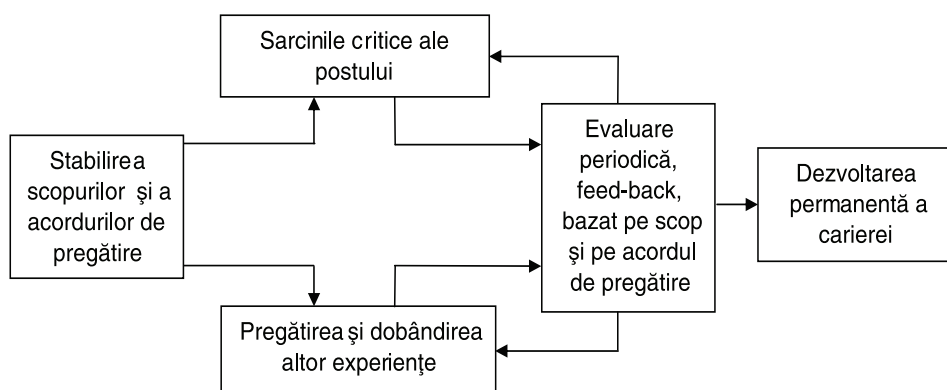 Sarcinile critice ale
postului
Stabilirea
scopurilor şi a
acordurilor de
pregătire
Evaluare
periodică,
feed-back,
bazat pe scop
şi pe acordul
de pregătire
Dezvoltarea
permanentă a
carierei
Pregătirea şi dobândirea
altor experienţe